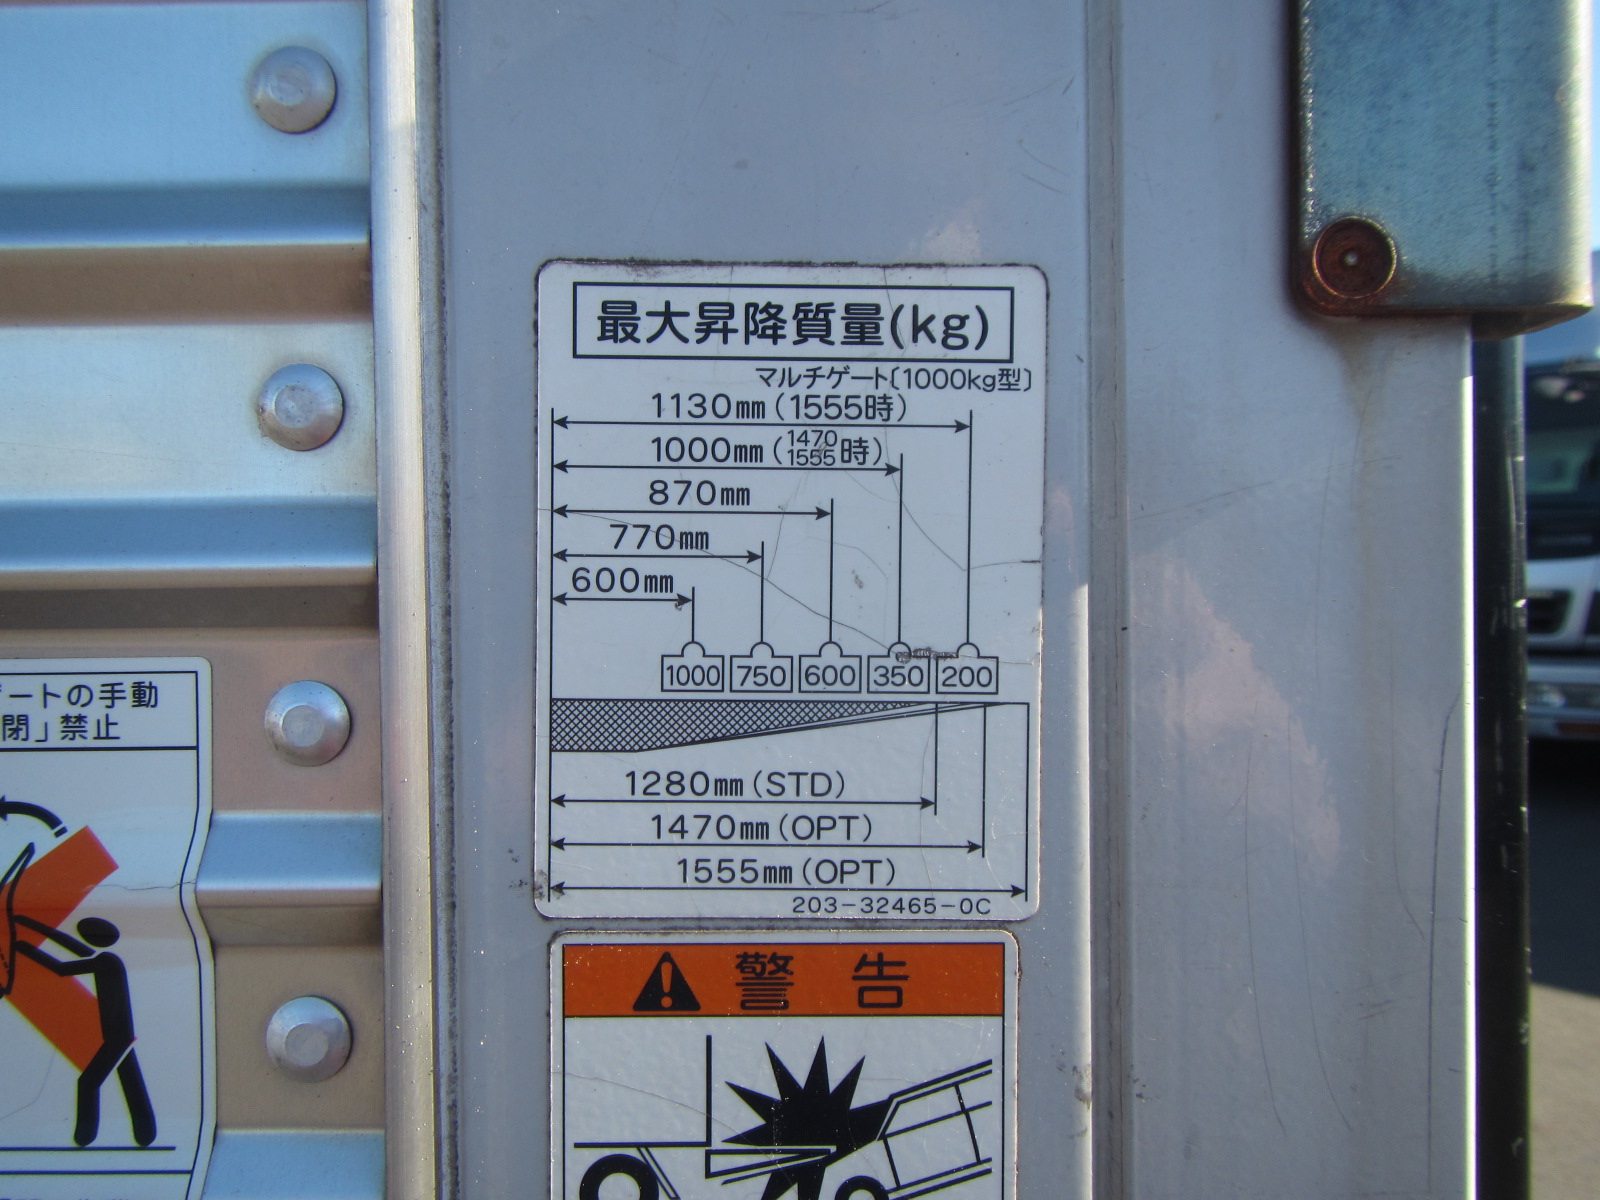 最大昇降質量(kg)
マルチゲート〔1000kg型〕
1130mm(1555時)
1000mm(1470
1555時)
870mm
770mm
600mm
1000 750 600 350 200
1280mm(STD)
1470mm(OPT)
1555mm(OPT)
203-32465-0C
警告
ートの手動
閉」禁止